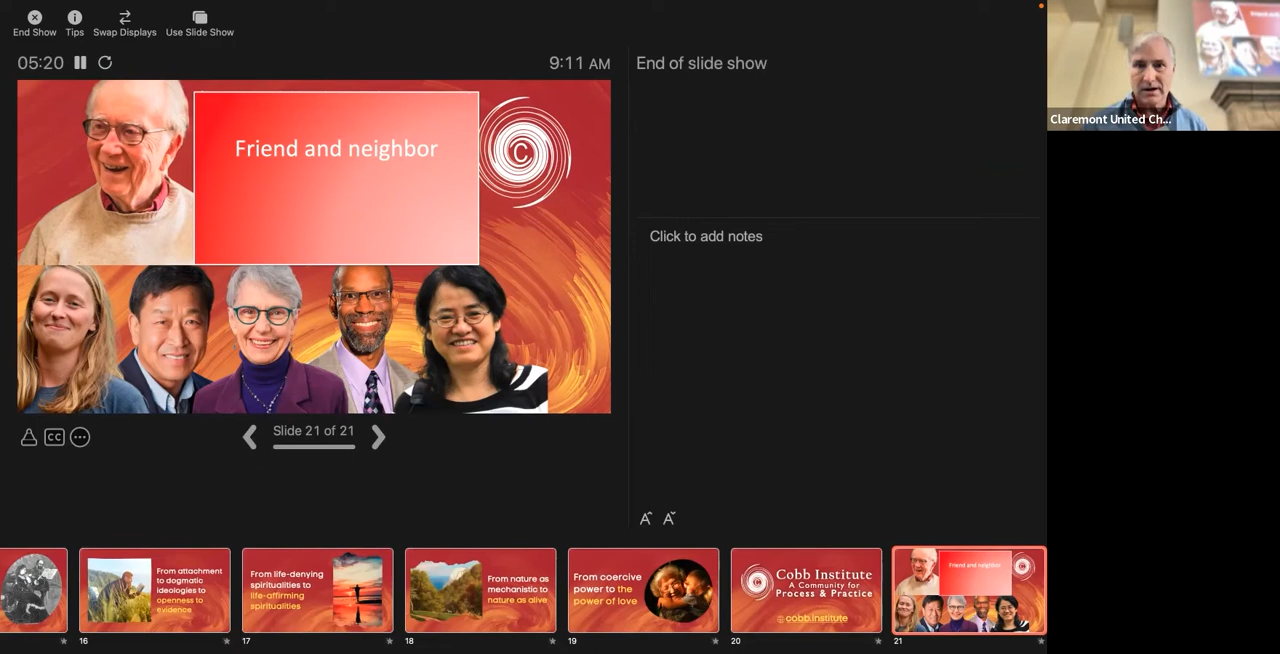 End Show
Tips
Swap Displays
Use Slide Show
05:20
9:11 AM
End of slide show
Claremont United Ch...
Friend and neighbor
C
Click to add notes
CC
Slide 21 of 21
A A
From attachment
to dogmatic
ideologies to
openness to
evidence
From life-denying
spiritualities to
life-affirming
spiritualities
From nature as
mechanistic to
nature as alive
From coercive
power to the
power of love
Cobb Institute
A Community for
Process & Practice
cobb.institute
Friend and neighbor
16
17
18
19
20
21